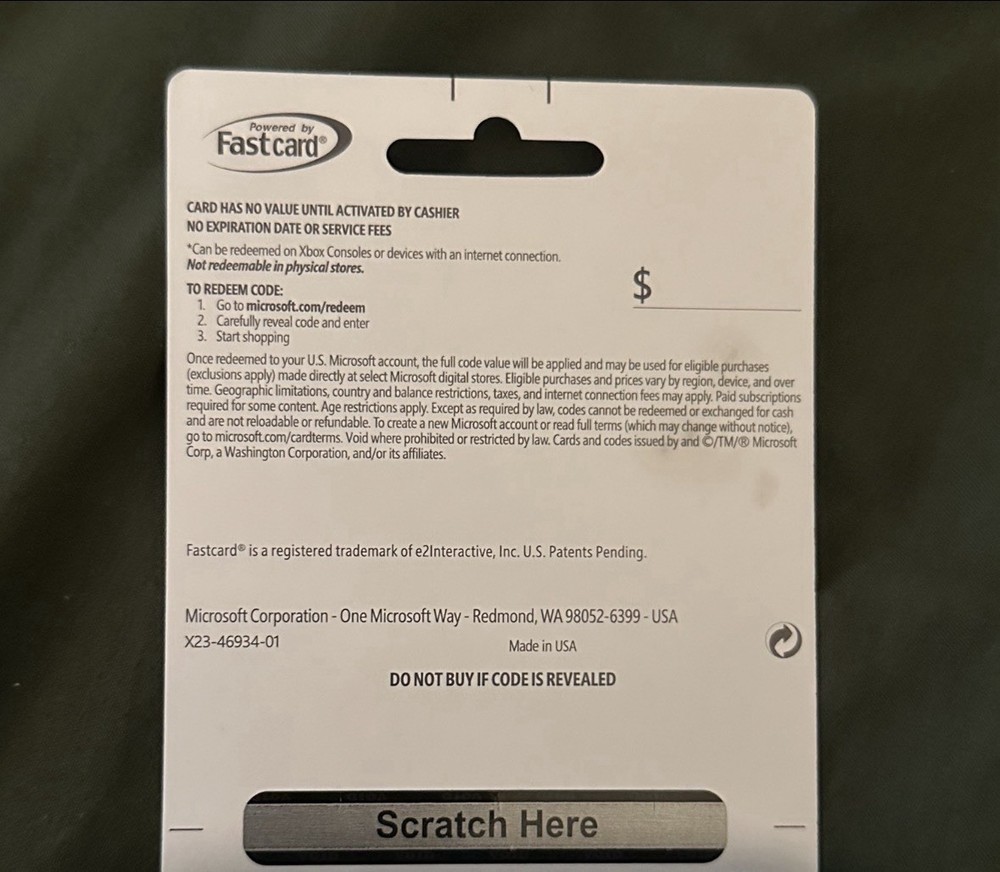 Powered by
Fastcard®
CARD HAS NO VALUE UNTIL ACTIVATED BY CASHIER
NO EXPIRATION DATE OR SERVICE FEES
*Can be redeemed on Xbox Consoles or devices with an internet connection.
Not redeemable in physical stores.
$
TO REDEEM CODE:
1. Go to microsoft.com/redeem
2. Carefully reveal code and enter
3. Start shopping
Once redeemed to your U.S. Microsoft account, the full code value will be applied and may be used for eligible purchases
(exclusions apply) made directly at select Microsoft digital stores. Eligible purchases and prices vary by region, device, and over
time. Geographic limitations, country and balance restrictions, taxes, and internet connection fees may apply. Paid subscriptions
required for some content. Age restrictions apply. Except as required by law, codes cannot be redeemed or exchanged for cash
and are not reloadable or refundable. To create a new Microsoft account or read full terms (which may change without notice),
go to microsoft.com/cardterms. Void where prohibited or restricted by law. Cards and codes issued by and ©/TM/® Microsoft
Corp, a Washington Corporation, and/or its affiliates.
Fastcard® is a registered trademark of e2Interactive, Inc. U.S. Patents Pending.
Microsoft Corporation - One Microsoft Way - Redmond, WA 98052-6399 - USA
X23-46934-01
Made in USA
DO NOT BUY IF CODE IS REVEALED
Scratch Here